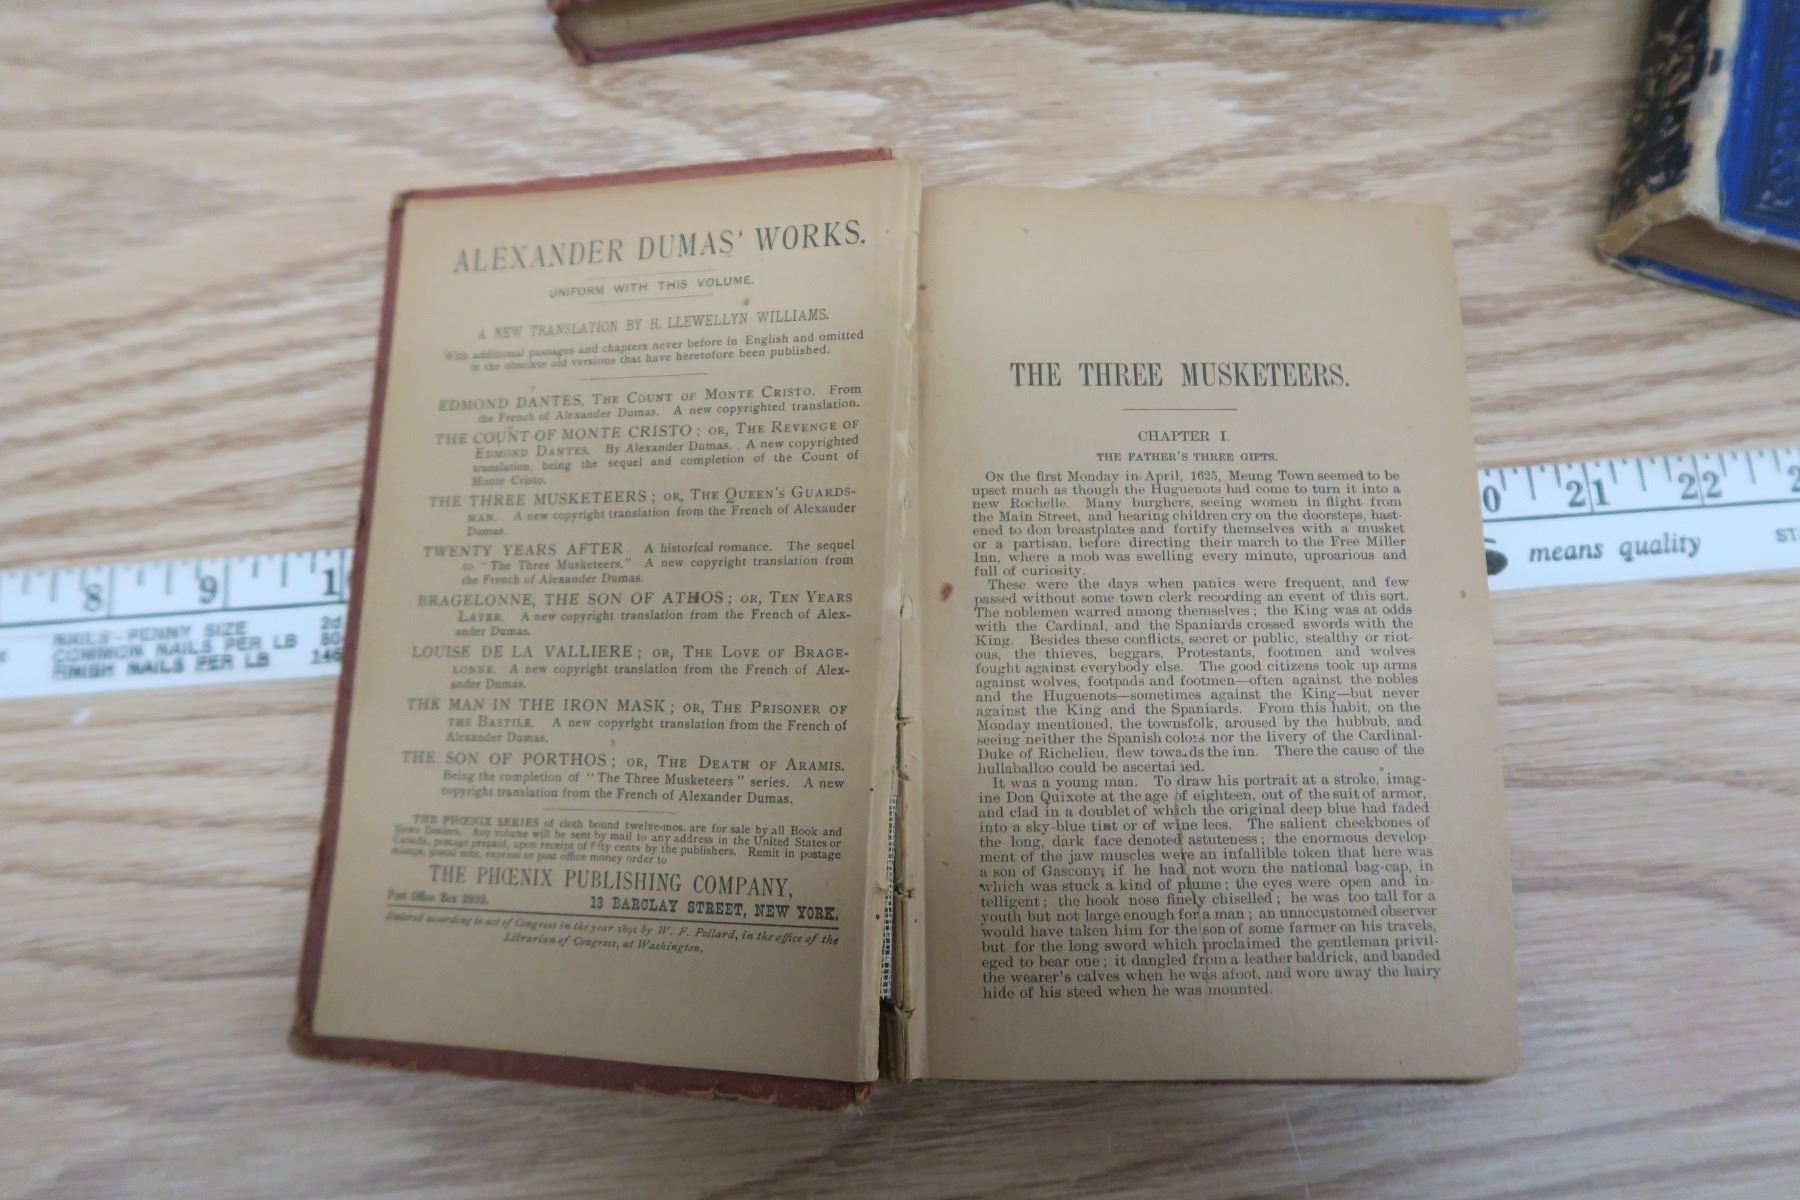 ALEXANDER DUMAS' WORKS.
UNIFORM WITH THIS VOLUME.
A NEW TRANSLATION BY H. LLEWELLYN WILLIAMS.
With additional passages and chapters never before in English and omitted
in the obsolete old versions that have heretofore been published.
EDMOND DANTES, THE COUNT OF MONTE CRISTO. From
the French of Alexander Dumas. A new copyrighted translation.
THE COUNT OF MONTE CRISTO; OR, THE REVENGE OF
EDMOND DANTES. By Alexander Dumas. A new copyrighted
translation, being the sequel and completion of the Count of
Monte Cristo.
THE THREE MUSKETEERS; OR, THE QUEEN'S GUARDS-
MAN. A new copyright translation from the French of Alexander
Dumas.
TWENTY YEARS AFTER. A historical romance. The sequel
to "The Three Musketeers." A new copyright translation from
the French of Alexander Dumas.
BRAGELONNE, THE SON OF ATHOS; OR, TEN YEARS
LATER. A new copyright translation from the French of Alex-
ander Dumas.
LOUISE DE LA VALLIERE; OR, THE LOVE OF BRAGE-
LONNE. A new copyright translation from the French of Alex-
ander Dumas.
THE MAN IN THE IRON MASK; OR, THE PRISONER OF
THE BASTILE. A new copyright translation from the French of
Alexander Dumas.
THE SON OF PORTHOS; OR, THE DEATH OF ARAMIS.
Being the completion of "The Three Musketeers" series. A new
copyright translation from the French of Alexander Dumas.
THE PHŒNIX SERIES of cloth bound twelve-mos. are for sale by all Book and
News Dealers. Any volume will be sent by mail to any address in the United States or
Canada, postage prepaid, upon receipt of fifty cents by the publishers. Remit in postage
stamps, postal note, express or post office money order to
THE PHŒNIX PUBLISHING COMPANY,
Post Office Box 2932. 13 BARCLAY STREET, NEW YORK.
Entered according to act of Congress in the year 1891 by W. F. Pollard, in the office of the
Librarian of Congress, at Washington.
THE THREE MUSKETEERS.
CHAPTER I.
THE FATHER'S THREE GIFTS.
ON the first Monday in April, 1625, Meung Town seemed to be
upset much as though the Huguenots had come to turn it into a
new Rochelle. Many burghers, seeing women in flight from
the Main Street, and hearing children cry on the doorsteps, hast-
ened to don breastplates and fortify themselves with a musket
or a partisan, before directing their march to the Free Miller
Inn, where a mob was swelling every minute, uproarious and
full of curiosity.
These were the days when panics were frequent, and few
passed without some town clerk recording an event of this sort.
The noblemen warred among themselves; the King was at odds
with the Cardinal, and the Spaniards crossed swords with the
King. Besides these conflicts, secret or public, stealthy or riot-
ous, the thieves, beggars, Protestants, footmen and wolves
fought against everybody else. The good citizens took up arms
against wolves, footpads and footmen—often against the nobles
and the Huguenots—sometimes against the King—but never
against the King and the Spaniards. From this habit, on the
Monday mentioned, the townsfolk, aroused by the hubbub, and
seeing neither the Spanish colors nor the livery of the Cardinal-
Duke of Richelieu, flew towards the inn. There the cause of the
hullaballoo could be ascertained.
It was a young man. To draw his portrait at a stroke, imag-
ine Don Quixote at the age of eighteen, out of the suit of armor,
and clad in a doublet of which the original deep blue had faded
into a sky-blue tint or of wine lees. The salient cheekbones of
the long, dark face denoted astuteness; the enormous develop-
ment of the jaw muscles were an infallible token that here was
a son of Gascony, if he had not worn the national bag-cap, in
which was stuck a kind of plume; the eyes were open and in-
telligent; the hook nose finely chiselled; he was too tall for a
youth but not large enough for a man; an unaccustomed observer
would have taken him for the son of some farmer on his travels,
but for the long sword which proclaimed the gentleman privil-
eged to bear one; it dangled from a leather baldrick, and banded
the wearer's calves when he was afoot, and wore away the hairy
hide of his steed when he was mounted.
8 9 1
NAILS-PENNY SIZE 2d
COMMON NAILS PER LB
FINISH NAILS PER LB
0 21 22 2
means quality